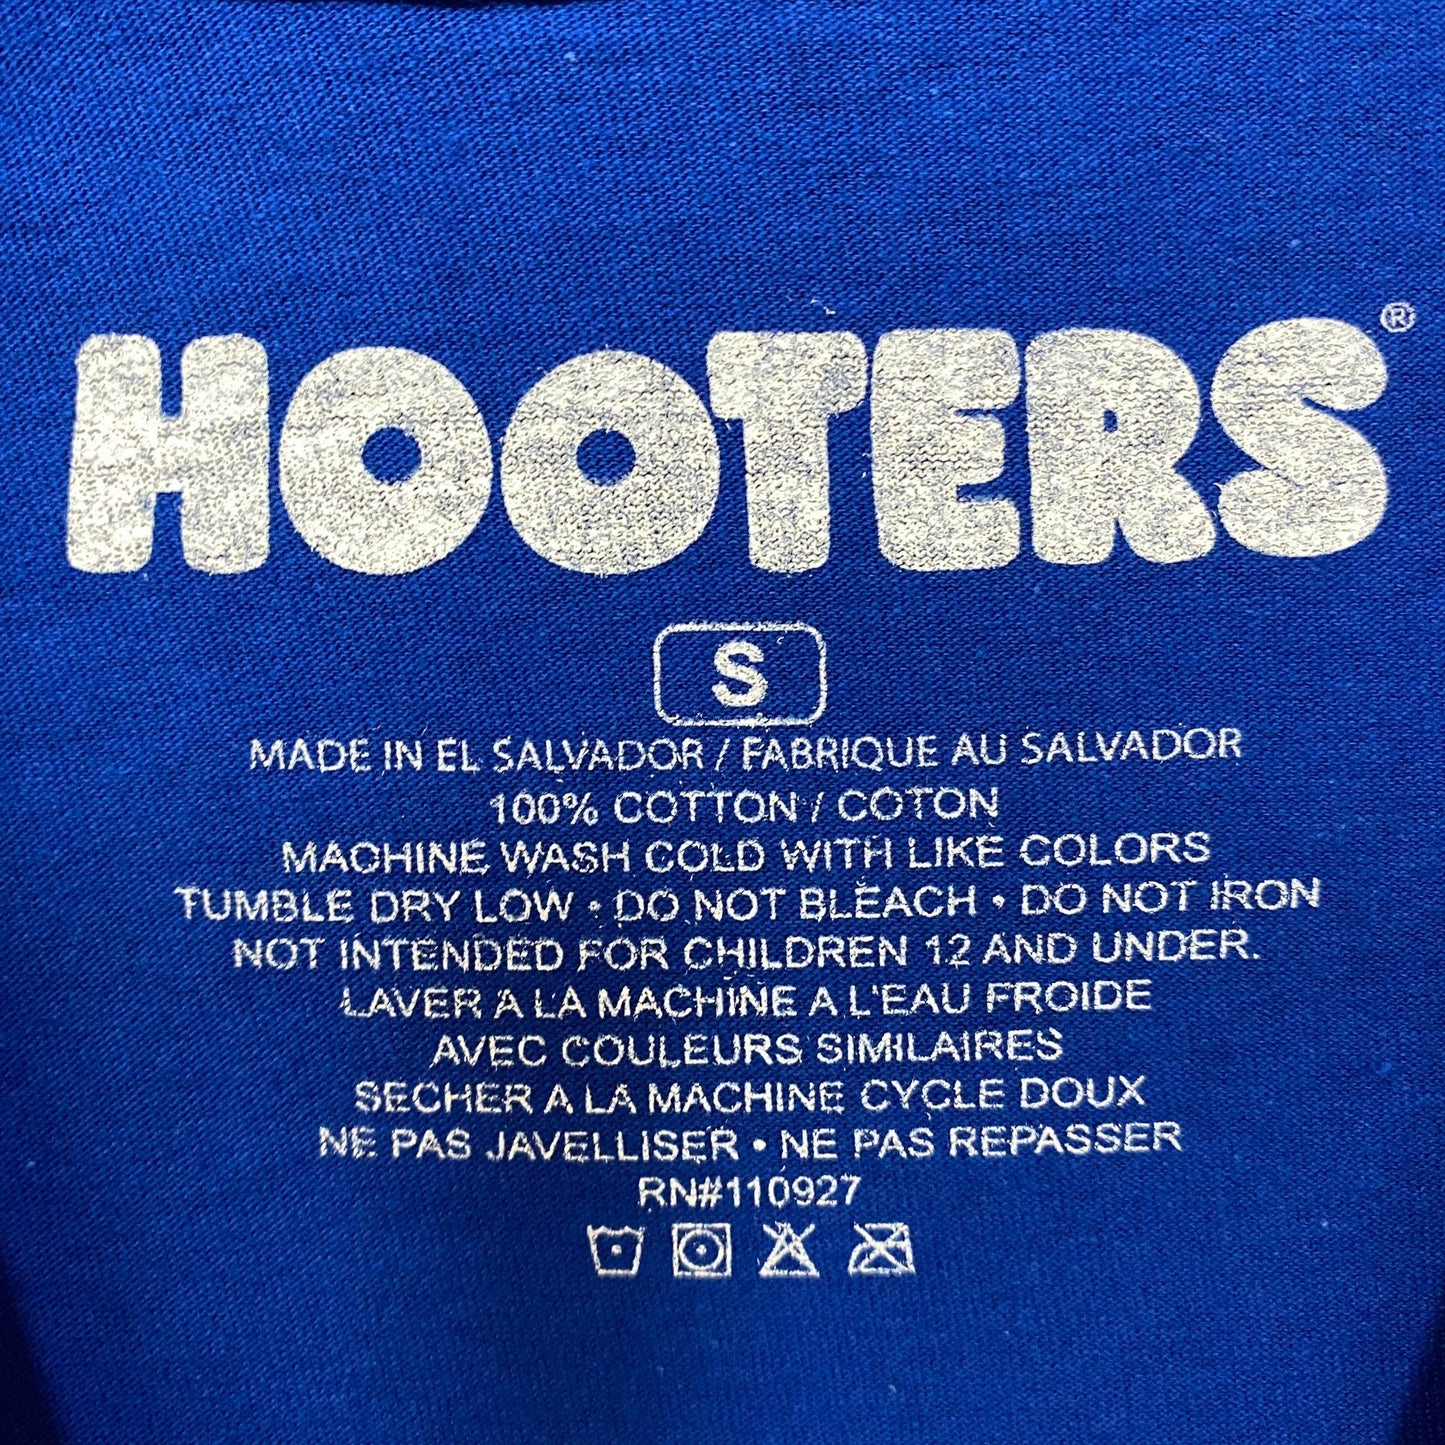 HOOTERS®
S
MADE IN EL SALVADOR / FABRIQUE AU SALVADOR
100% COTTON / COTON
MACHINE WASH COLD WITH LIKE COLORS
TUMBLE DRY LOW • DO NOT BLEACH • DO NOT IRON
NOT INTENDED FOR CHILDREN 12 AND UNDER.
LAVER A LA MACHINE A L'EAU FROIDE
AVEC COULEURS SIMILAIRES
SECHER A LA MACHINE CYCLE DOUX
NE PAS JAVELLISER • NE PAS REPASSER
RN#110927